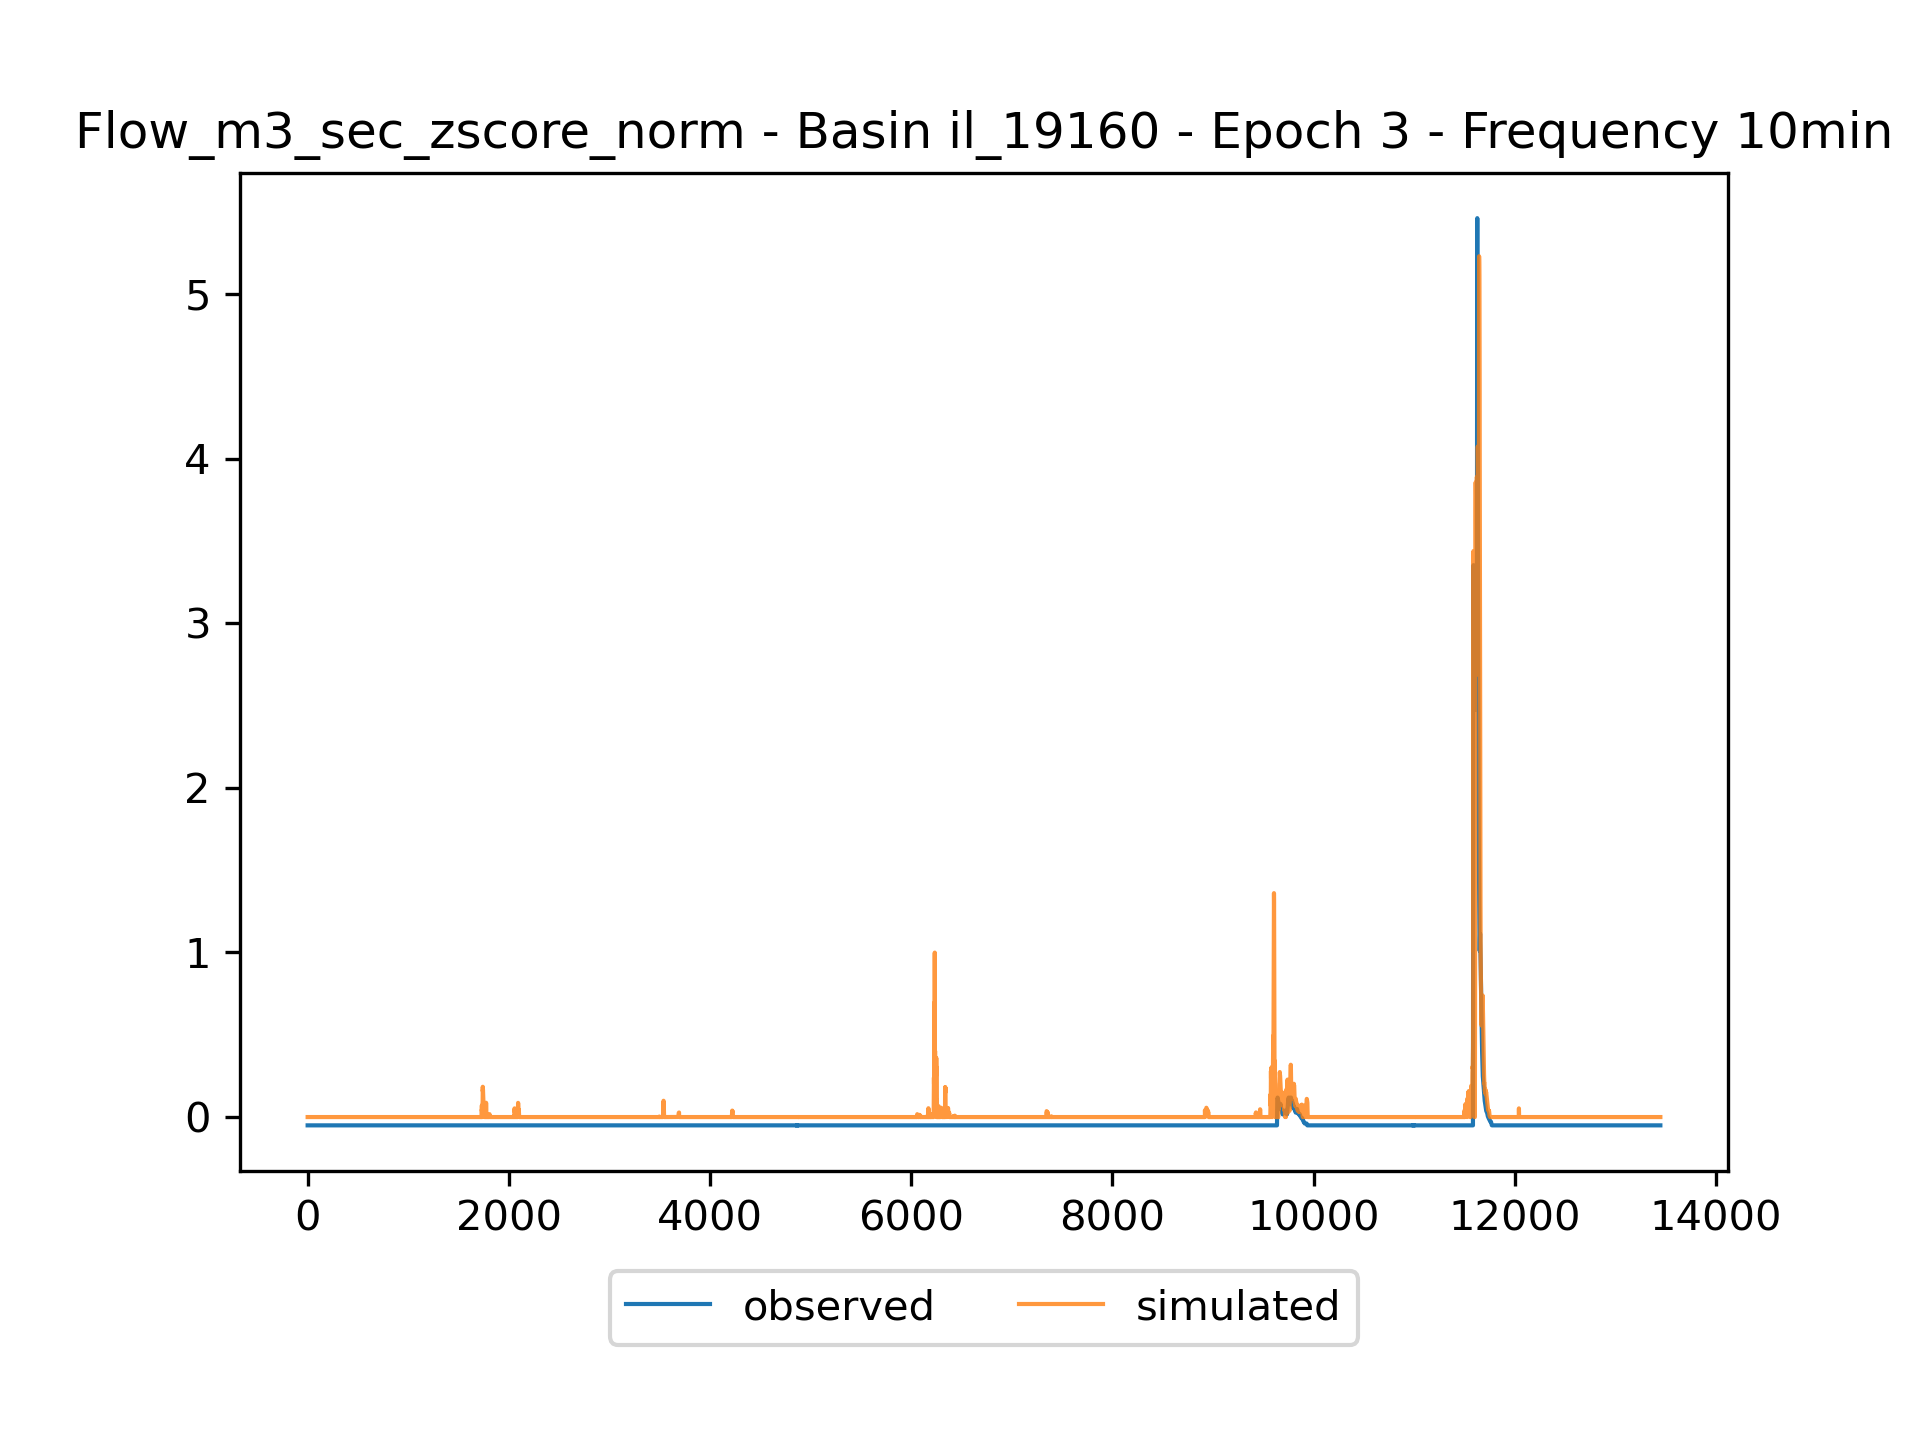 Flow_m3_sec_zscore_norm - Basin il_19160 - Epoch 3 - Frequency 10min
5
4
3
2
1
0
0 2000 4000 6000 8000 10000 12000 14000
observed simulated